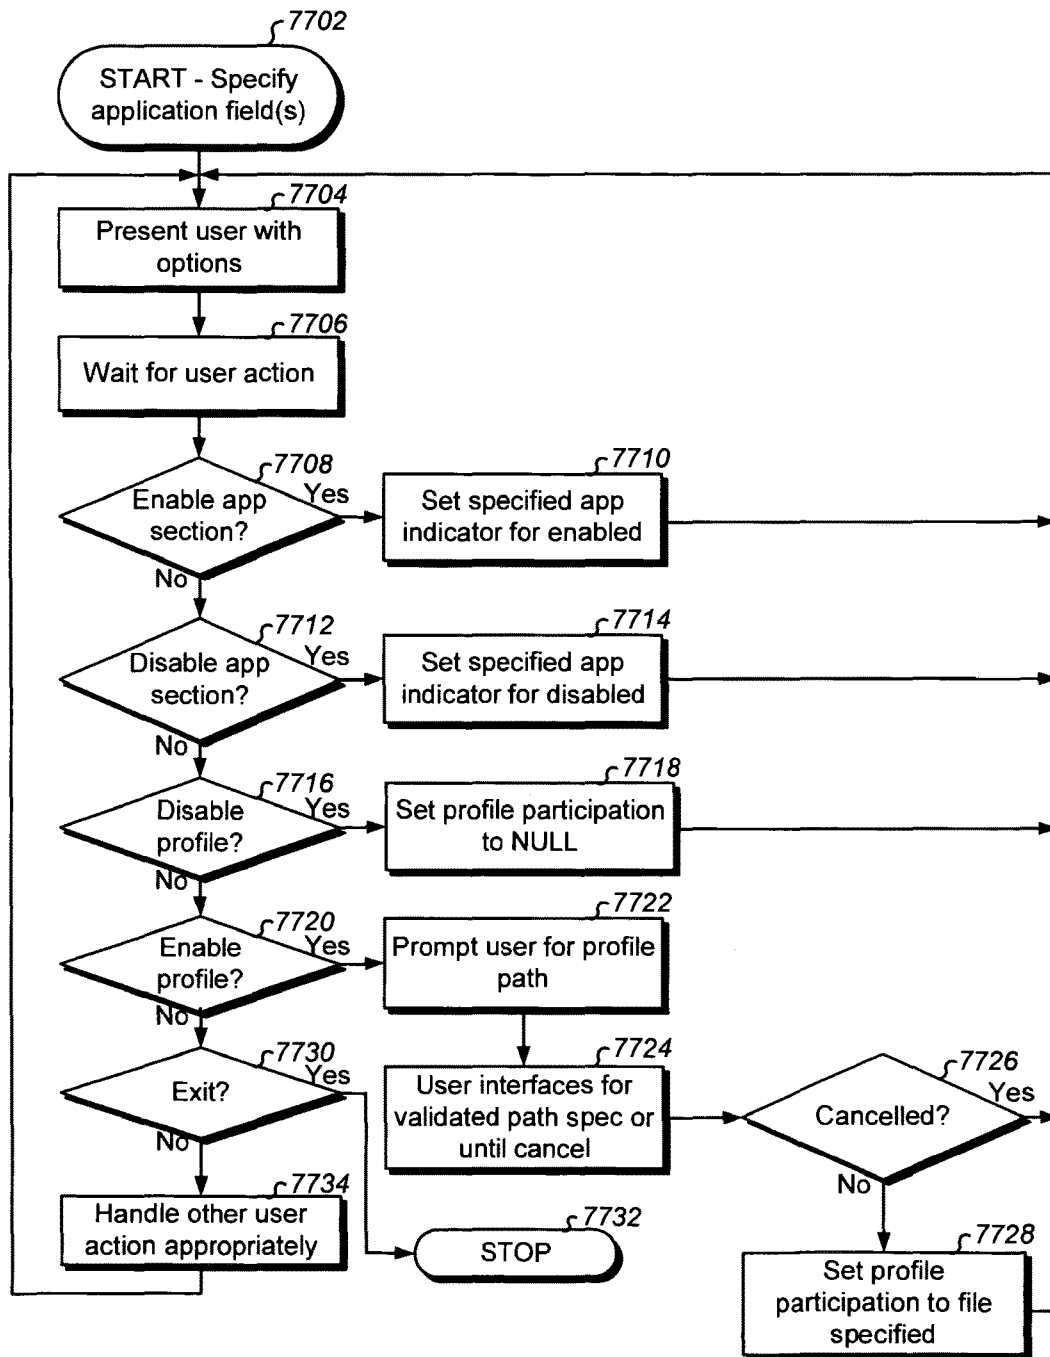 7702
START - Specify
application field(s)
7704
Present user with
options
7706
Wait for user action
7708
Enable app
section?
Yes
No
7710
Set specified app
indicator for enabled
7712
Disable app
section?
Yes
No
7714
Set specified app
indicator for disabled
7716
Disable
profile?
Yes
No
7718
Set profile participation
to NULL
7720
Enable
profile?
Yes
No
7722
Prompt user for profile
path
7724
User interfaces for
validated path spec or
until cancel
7726
Cancelled?
Yes
No
7728
Set profile
participation to file
specified
7730
Exit?
Yes
No
7732
STOP
7734
Handle other user
action appropriately